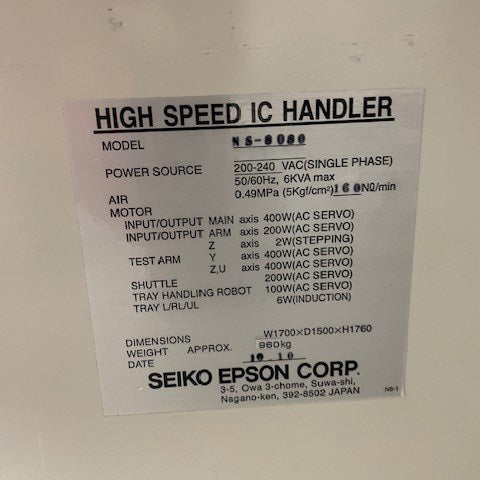 HIGH SPEED IC HANDLER
MODEL NS-8080
POWER SOURCE 200-240 VAC(SINGLE PHASE)
50/60Hz, 6KVA max
AIR 0.49MPa (5Kgf/cm²) 160 Nℓ/min
MOTOR
INPUT/OUTPUT MAIN axis 400W(AC SERVO)
INPUT/OUTPUT ARM axis 200W(AC SERVO)
Z axis 2W(STEPPING)
TEST ARM Y axis 400W(AC SERVO)
Z,U axis 400W(AC SERVO)
SHUTTLE 200W(AC SERVO)
TRAY HANDLING ROBOT 100W(AC SERVO)
TRAY L/RL/UL 6W(INDUCTION)
DIMENSIONS W1700×D1500×H1760
WEIGHT APPROX. 960kg
DATE 10.10
SEIKO EPSON CORP.
3-5, Owa 3-chome, Suwa-shi,
Nagano-ken, 392-8502 JAPAN